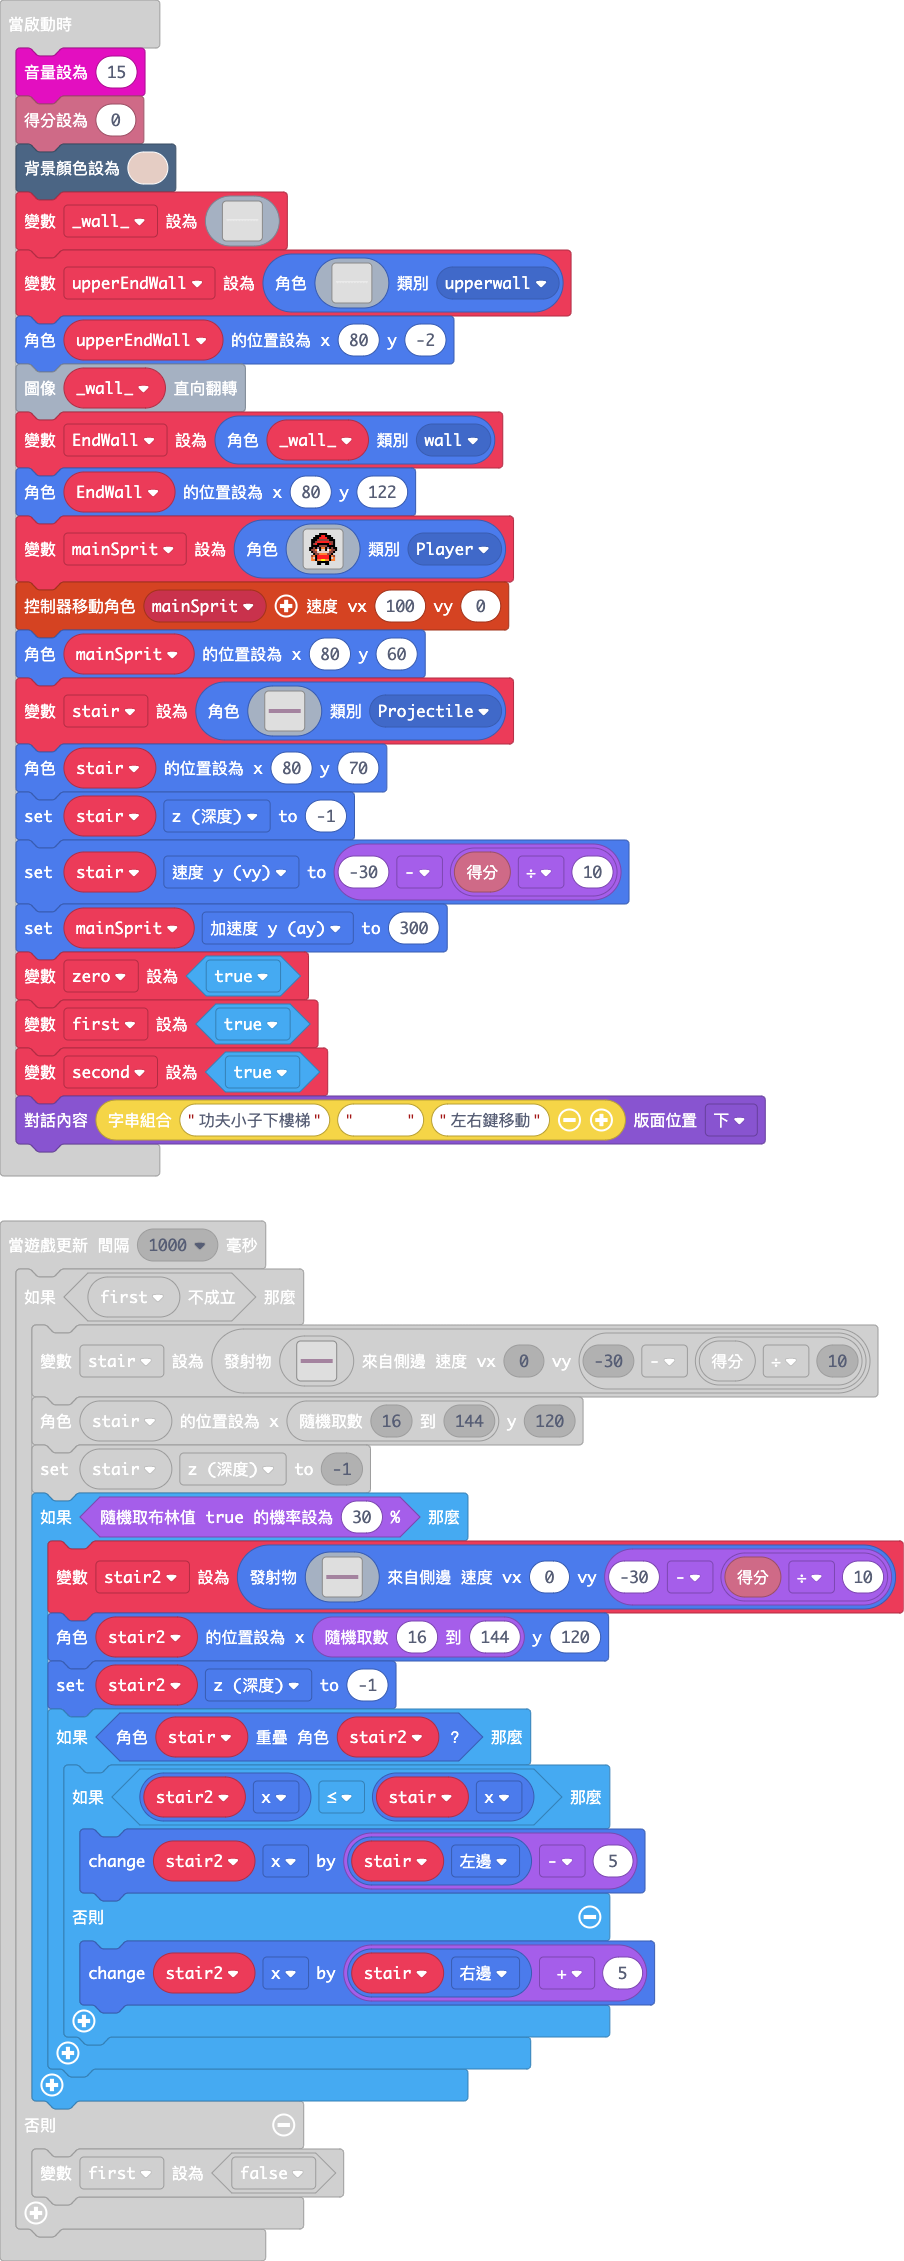 當啟動時
音量設為 15
得分設為 0
背景顏色設為
變數 _wall_ 設為
變數 upperEndWall 設為 角色 類別 upperwall
角色 upperEndWall 的位置設為 x 80 y -2
圖像 _wall_ 直向翻轉
變數 EndWall 設為 角色 _wall_ 類別 wall
角色 EndWall 的位置設為 x 80 y 122
變數 mainSprit 設為 角色 類別 Player
控制器移動角色 mainSprit 速度 vx 100 vy 0
角色 mainSprit 的位置設為 x 80 y 60
變數 stair 設為 角色 類別 Projectile
角色 stair 的位置設為 x 80 y 70
set stair z (深度) to -1
set stair 速度 y (vy) to -30 - 得分 ÷ 10
set mainSprit 加速度 y (ay) to 300
變數 zero 設為 true
變數 first 設為 true
變數 second 設為 true
對話內容 字串組合 "功夫小子下樓梯" " " "左右鍵移動" 版面位置 下
當遊戲更新 間隔 1000 毫秒
如果 first 不成立 那麼
變數 stair 設為 發射物 來自側邊 速度 vx 0 vy -30 - 得分 ÷ 10
角色 stair 的位置設為 x 隨機取數 16 到 144 y 120
set stair z (深度) to -1
如果 隨機取布林值 true 的機率設為 30 % 那麼
變數 stair2 設為 發射物 來自側邊 速度 vx 0 vy -30 - 得分 ÷ 10
角色 stair2 的位置設為 x 隨機取數 16 到 144 y 120
set stair2 z (深度) to -1
如果 角色 stair 重疊 角色 stair2 ? 那麼
如果 stair2 x ≤ stair x 那麼
change stair2 x by stair 左邊 - 5
否則
change stair2 x by stair 右邊 + 5
否則
變數 first 設為 false